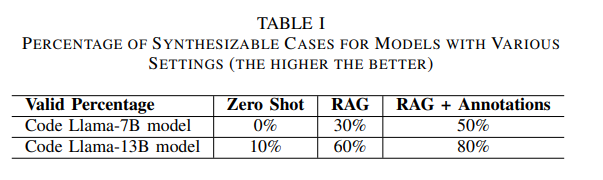 TABLE I
PERCENTAGE OF SYNTHESIZABLE CASES FOR MODELS WITH VARIOUS
SETTINGS (THE HIGHER THE BETTER)
Valid Percentage Zero Shot RAG RAG + Annotations
Code Llama-7B model 0% 30% 50%
Code Llama-13B model 10% 60% 80%